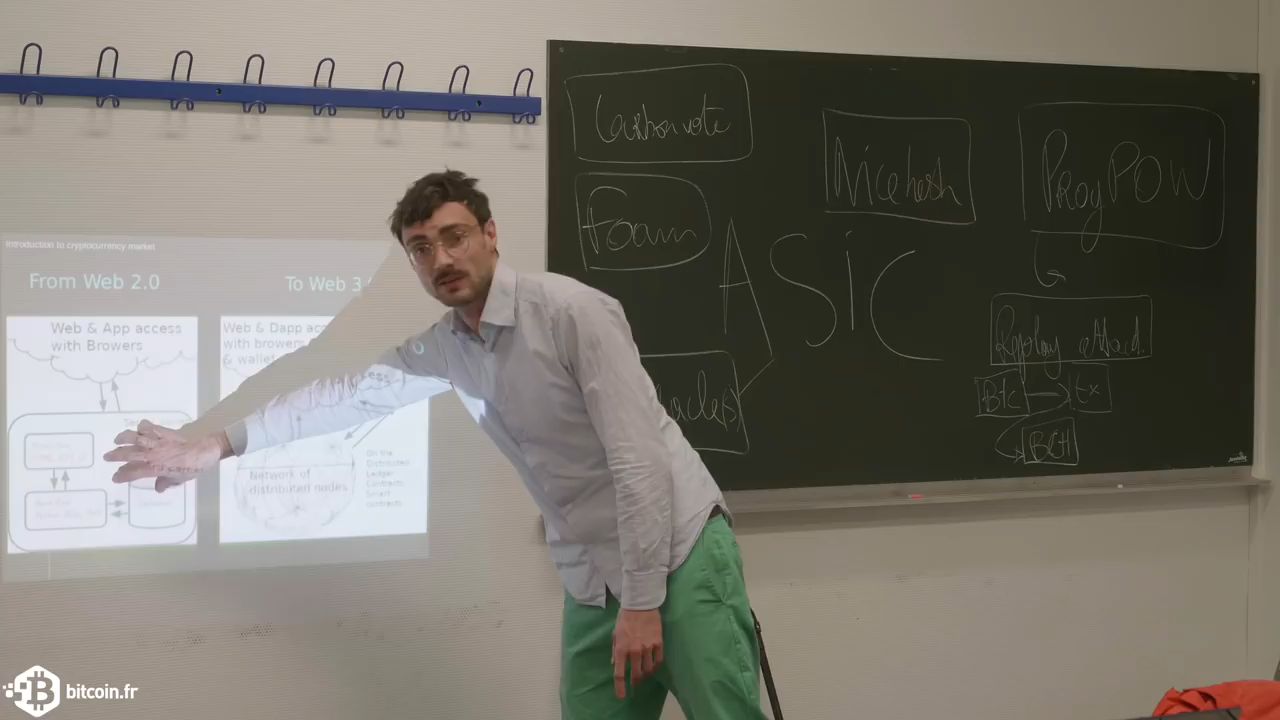 Introduction to cryptocurrency market
From Web 2.0
To Web 3
Web & App access
with Browers
Web & Dapp acc
with browers
& wallet
Network of
distributed nodes
On the
Distributed
Ledger
Contracts
Smart
contracts
Carbonvote
Foam
ASIC
Nicehash
ProgPOW
Replay attack
Btc
tx
BCH
bitcoin.fr